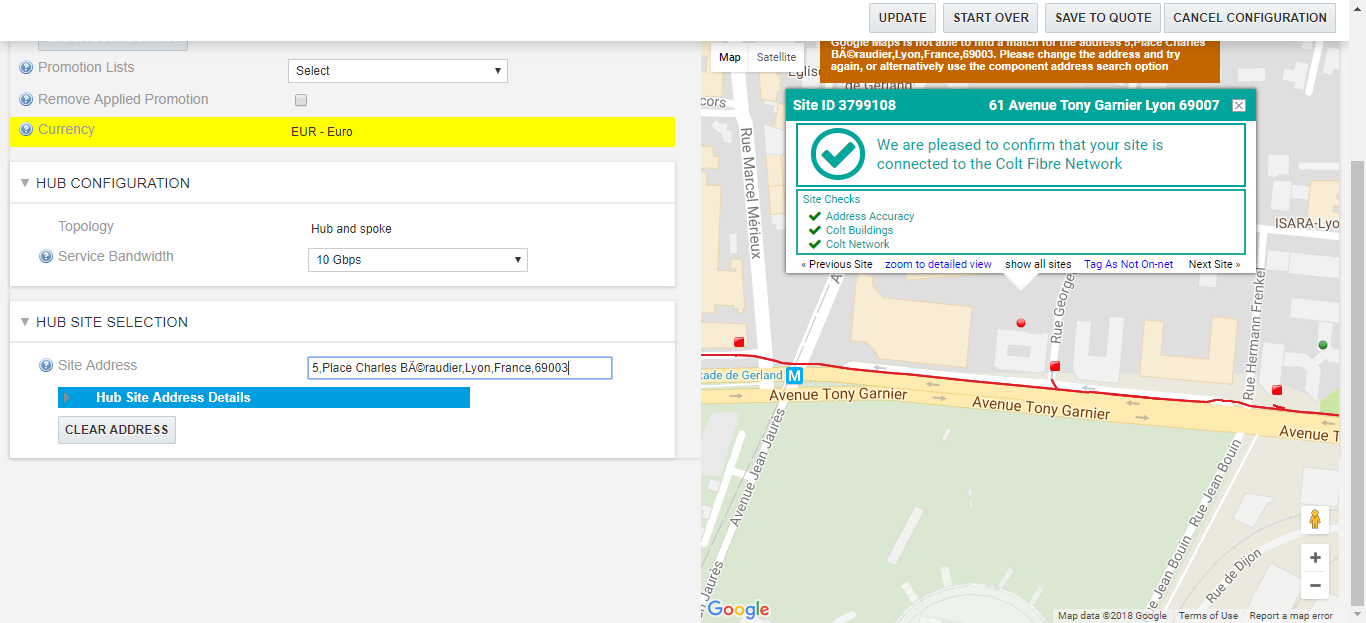 UPDATE
START OVER
SAVE TO QUOTE
CANCEL CONFIGURATION
Promotion Lists
Select
Remove Applied Promotion
Currency
EUR - Euro
HUB CONFIGURATION
Topology
Hub and spoke
Service Bandwidth
10 Gbps
HUB SITE SELECTION
Site Address
5,Place Charles BÄ©raudier,Lyon,France,69003
Hub Site Address Details
CLEAR ADDRESS
Map
Satellite
Google Maps is not able to find a match for the address 5,Place Charles
BÄ©raudier,Lyon,France,69003. Please change the address and try
again, or alternatively use the component address search option
Eglise
de Gerland
cors
Site ID 3799108
61 Avenue Tony Garnier Lyon 69007
We are pleased to confirm that your site is
connected to the Colt Fibre Network
Site Checks
Address Accuracy
Colt Buildings
Colt Network
« Previous Site
zoom to detailed view
show all sites
Tag As Not On-net
Next Site »
Rue Marcel Mérieux
ISARA-Lyo
Rue George
Rue Hermann Frenkel
tade de Gerland
M
Avenue Tony Garnier
Avenue Tony Garnier
Avenue T
Avenue Jean Jaurès
Rue Jean Bouin
e Jean Bouin
Rue de Dijon
Jaurès
Google
Map data ©2018 Google
Terms of Use
Report a map error